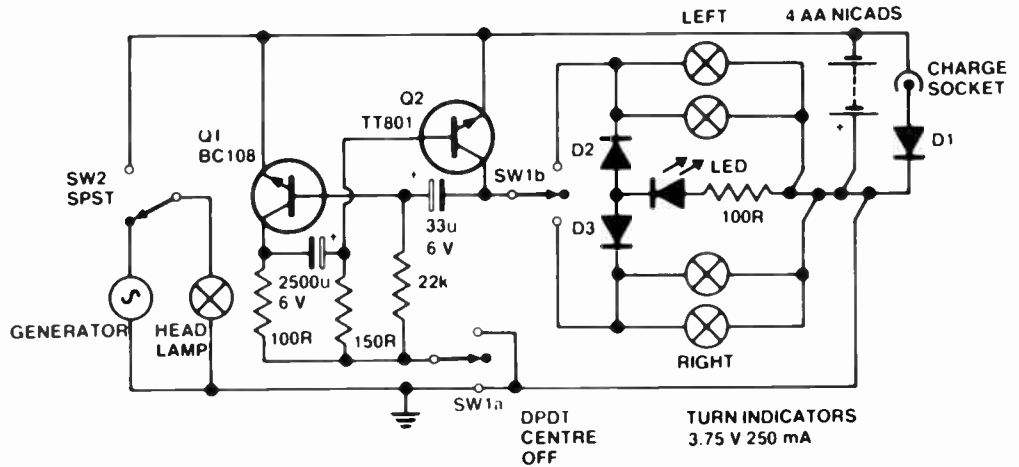 LEFT
4 AA NICADS
CHARGE
SOCKET
Q2
TT801
Q1
BC108
D1
D2
LED
SW1b
SW2
SPST
+
+
+
33u
6 V
100R
D3
2500u
6 V
22k
GENERATOR
HEAD
LAMP
100R
150R
RIGHT
SW1a
DPDT
CENTRE
OFF
TURN INDICATORS
3.75 V 250 mA